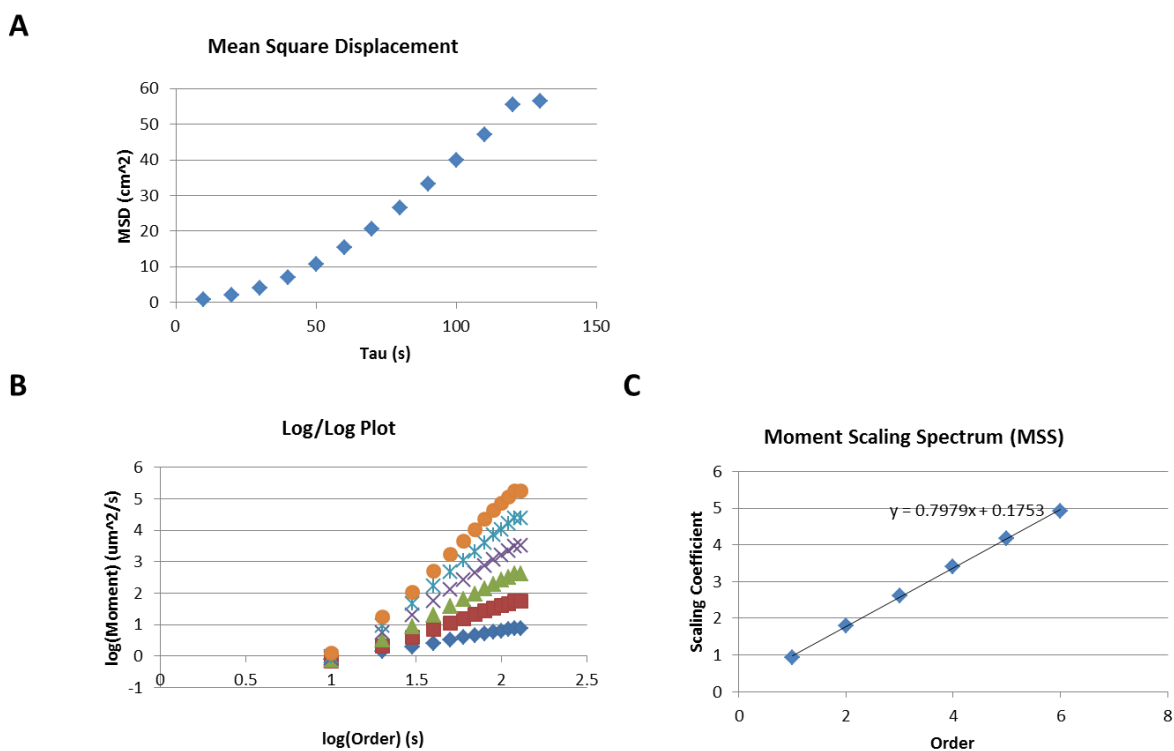 A
Mean Square Displacement
60
50
40
30
20
10
0
MSD (cm^2)
0
50
100
150
Tau (s)
B
Log/Log Plot
6
5
4
3
2
1
0
-1
log(Moment) (um^2/s)
0
0.5
1
1.5
2
2.5
log(Order) (s)
C
Moment Scaling Spectrum (MSS)
6
5
4
3
2
1
0
Scaling Coefficient
y = 0.7979x + 0.1753
0
2
4
6
8
Order